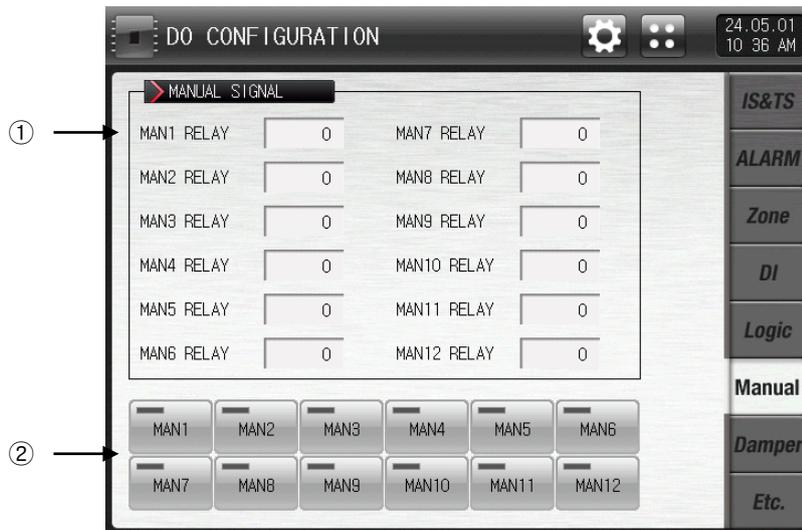 DO CONFIGURATION
24.05.01
10 36 AM
MANUAL SIGNAL
① MAN1 RELAY 0 MAN7 RELAY 0
MAN2 RELAY 0 MAN8 RELAY 0
MAN3 RELAY 0 MAN9 RELAY 0
MAN4 RELAY 0 MAN10 RELAY 0
MAN5 RELAY 0 MAN11 RELAY 0
MAN6 RELAY 0 MAN12 RELAY 0
② MAN1 MAN2 MAN3 MAN4 MAN5 MAN6
MAN7 MAN8 MAN9 MAN10 MAN11 MAN12
IS&TS
ALARM
Zone
DI
Logic
Manual
Damper
Etc.